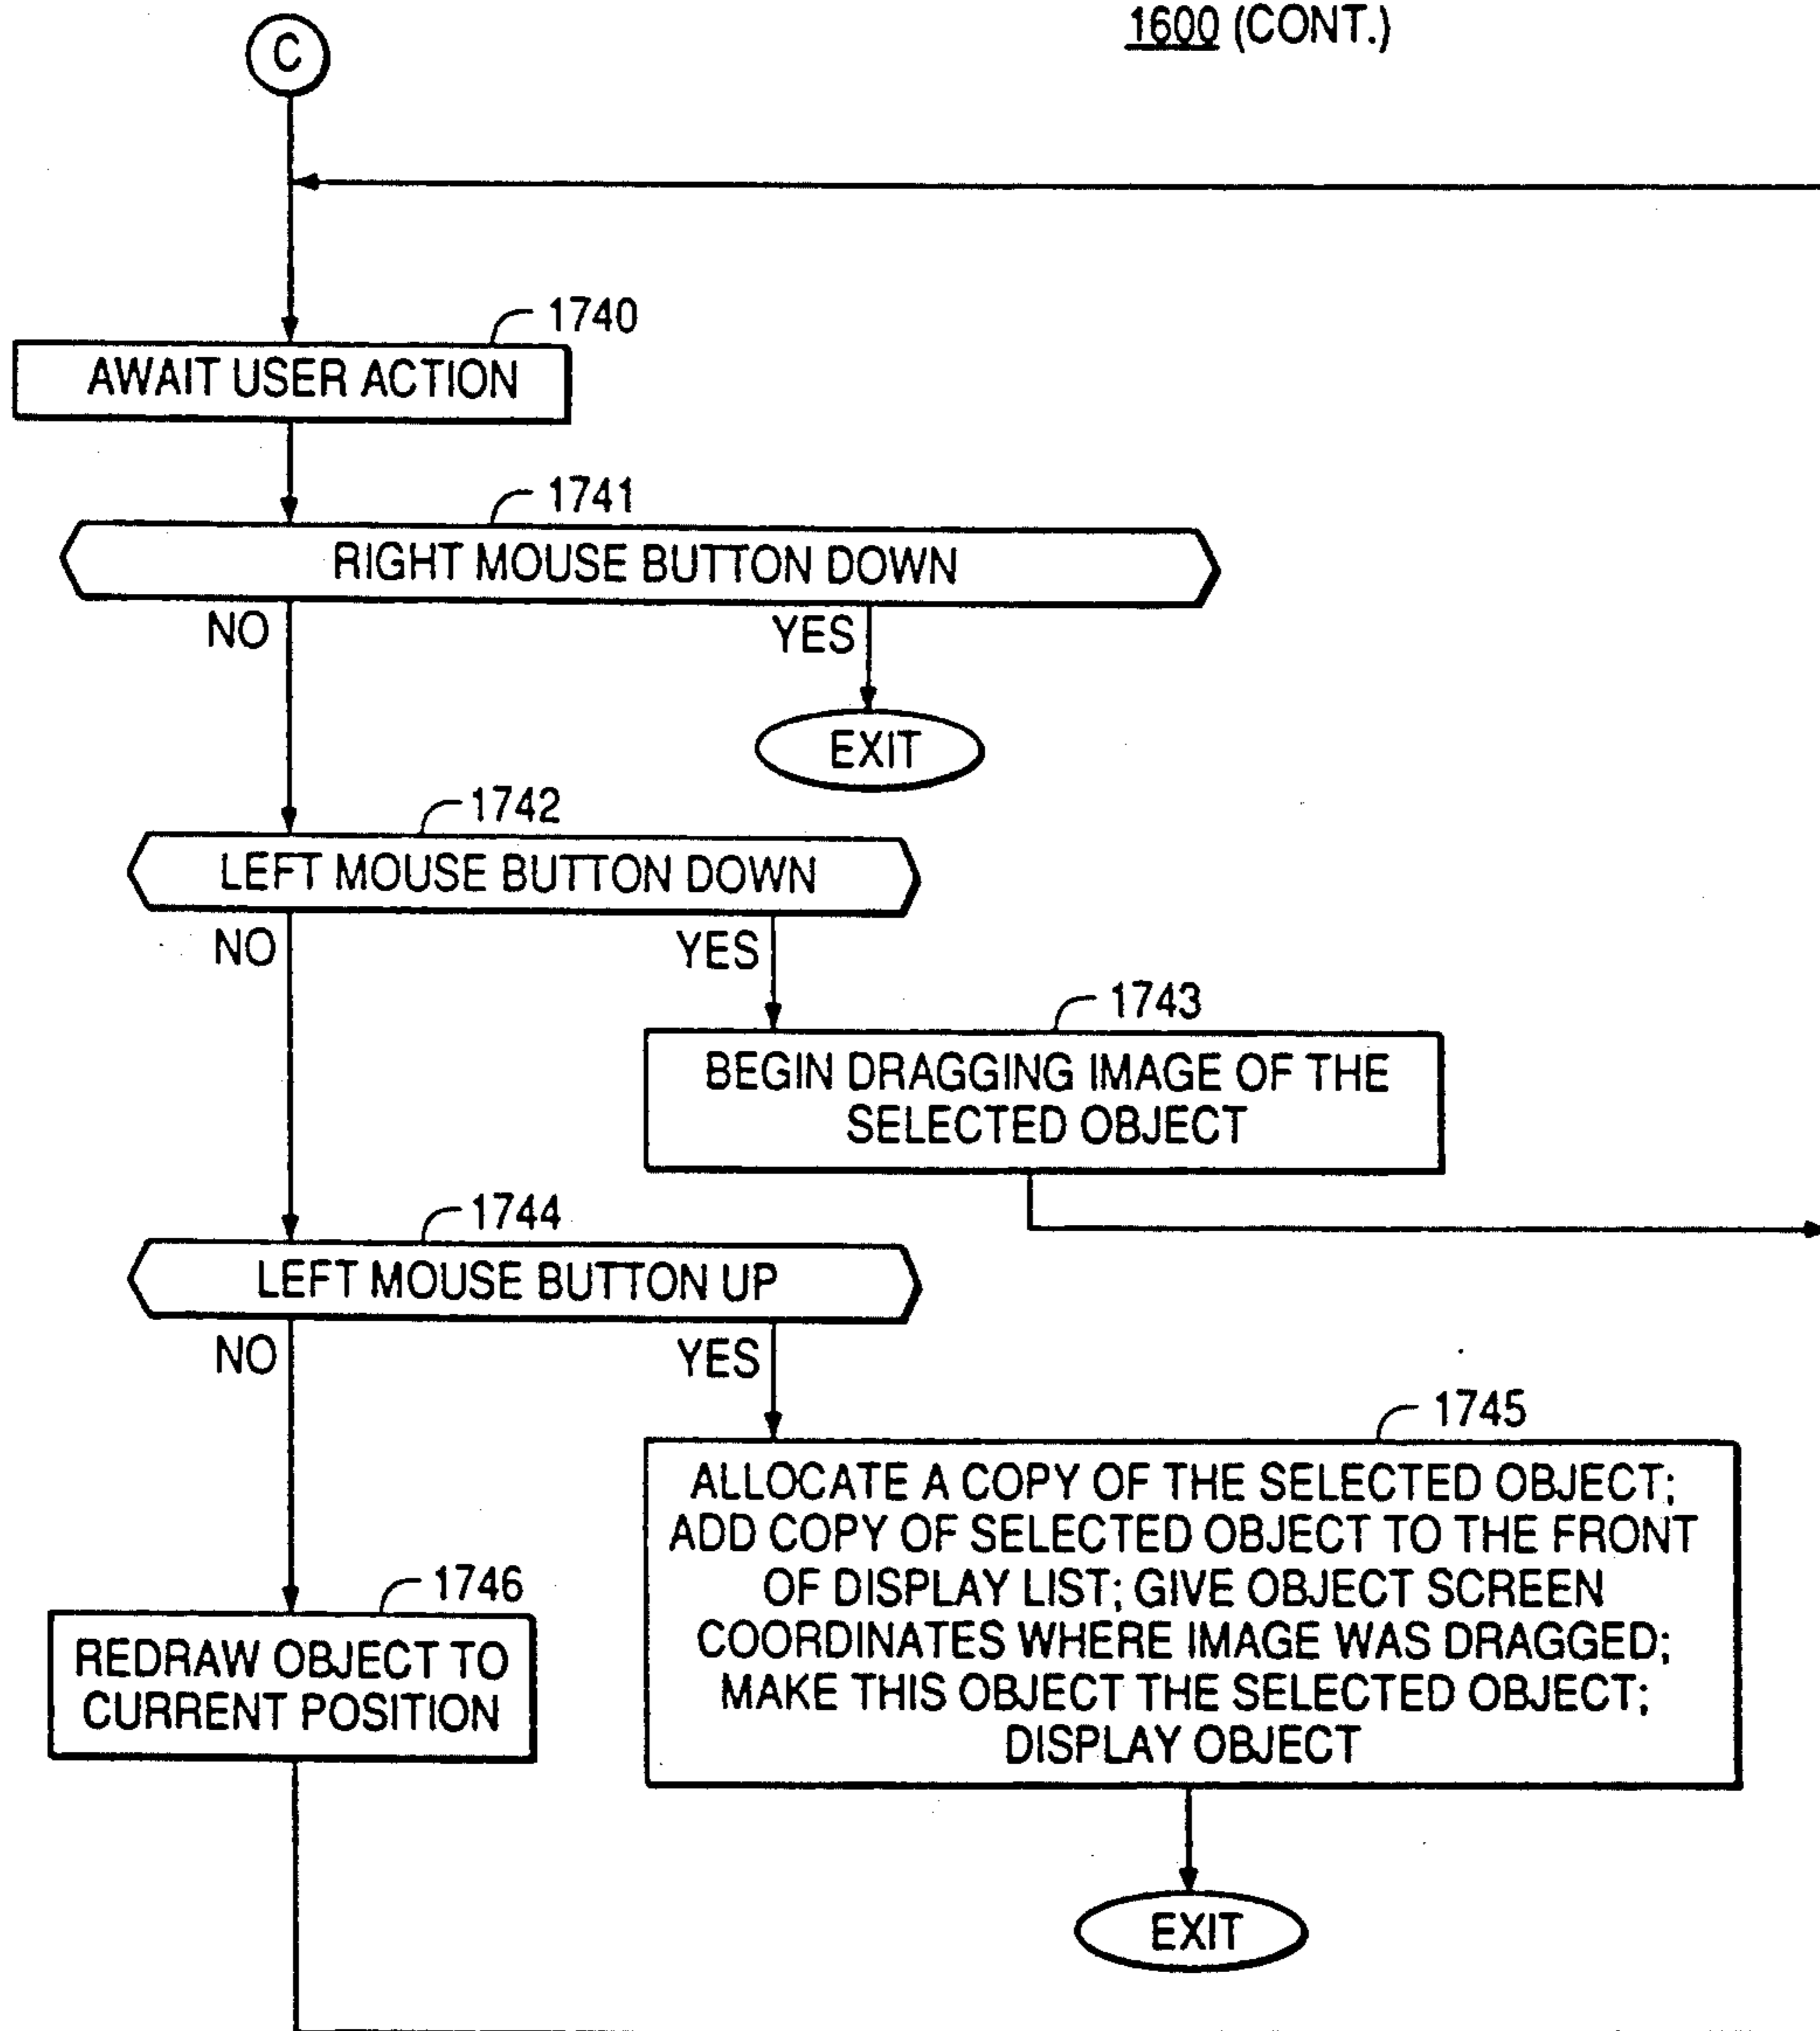 1600 (CONT.)
C
1740
AWAIT USER ACTION
1741
RIGHT MOUSE BUTTON DOWN
NO
YES
EXIT
1742
LEFT MOUSE BUTTON DOWN
NO
YES
1743
BEGIN DRAGGING IMAGE OF THE
SELECTED OBJECT
1744
LEFT MOUSE BUTTON UP
NO
YES
1745
ALLOCATE A COPY OF THE SELECTED OBJECT;
ADD COPY OF SELECTED OBJECT TO THE FRONT
OF DISPLAY LIST; GIVE OBJECT SCREEN
COORDINATES WHERE IMAGE WAS DRAGGED;
MAKE THIS OBJECT THE SELECTED OBJECT;
DISPLAY OBJECT
1746
REDRAW OBJECT TO
CURRENT POSITION
EXIT